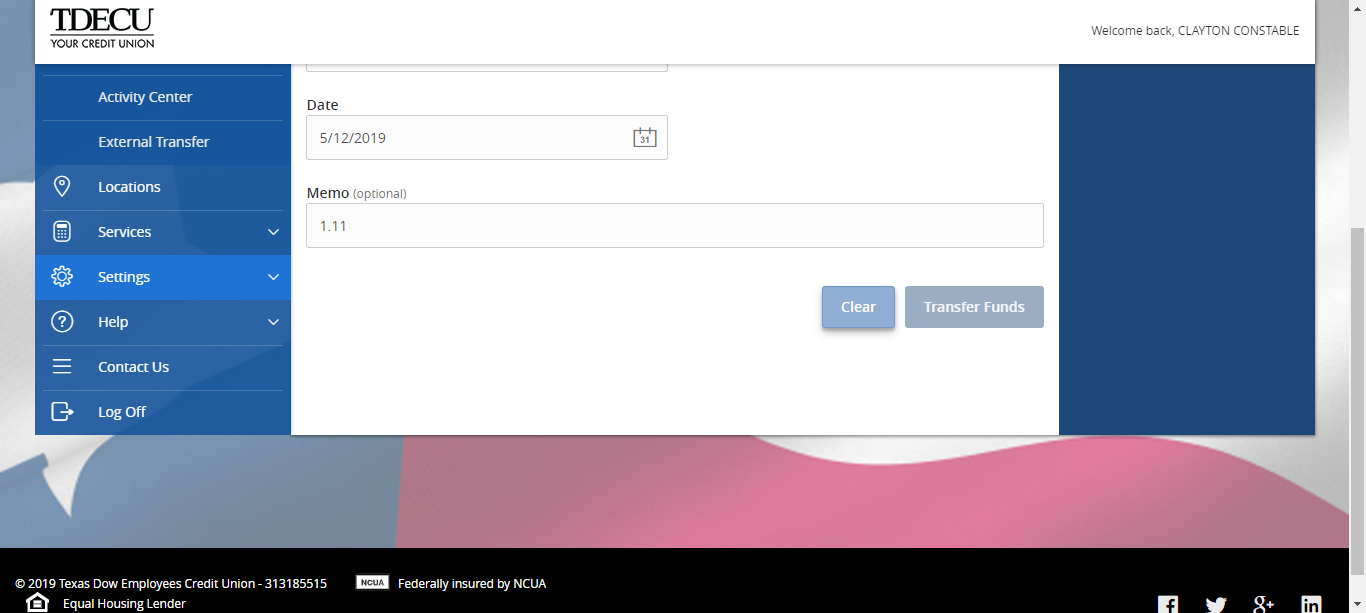 TDECU
YOUR CREDIT UNION
Welcome back, CLAYTON CONSTABLE
Activity Center
External Transfer
Locations
Services
Settings
Help
Contact Us
Log Off
Date
5/12/2019
31
Memo (optional)
1.11
Clear
Transfer Funds
© 2019 Texas Dow Employees Credit Union - 313185515
NCUA
Federally insured by NCUA
Equal Housing Lender